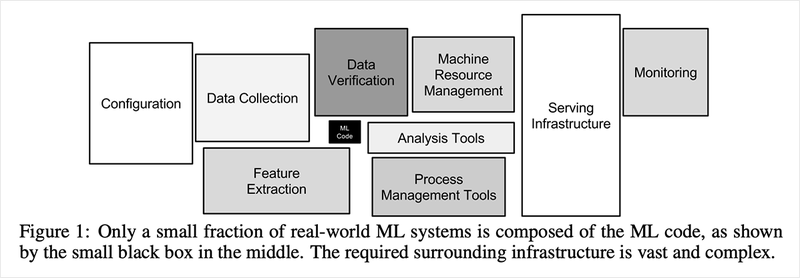 Configuration
Data Collection
Data
Verification
Machine
Resource
Management
Monitoring
Serving
Infrastructure
ML
Code
Analysis Tools
Feature
Extraction
Process
Management Tools
Figure 1: Only a small fraction of real-world ML systems is composed of the ML code, as shown
by the small black box in the middle. The required surrounding infrastructure is vast and complex.